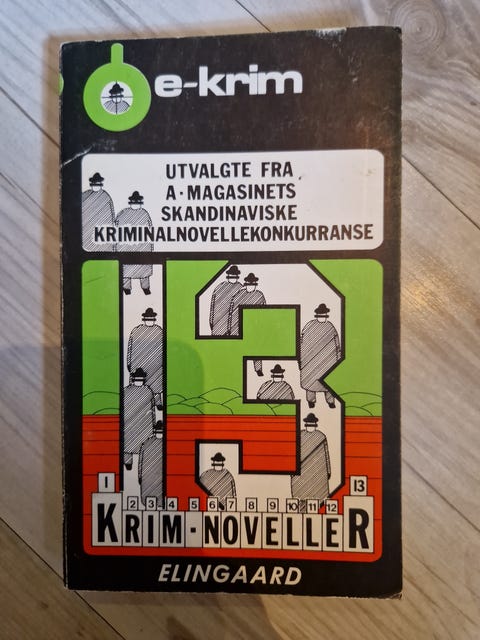 e-krim
UTVALGTE FRA
A·MAGASINETS
SKANDINAVISKE
KRIMINALNOVELLEKONKURRANSE
13
1 2 3 4 5 6 7 8 9 10 11 12 13
KRIM-NOVELLER
ELINGAARD